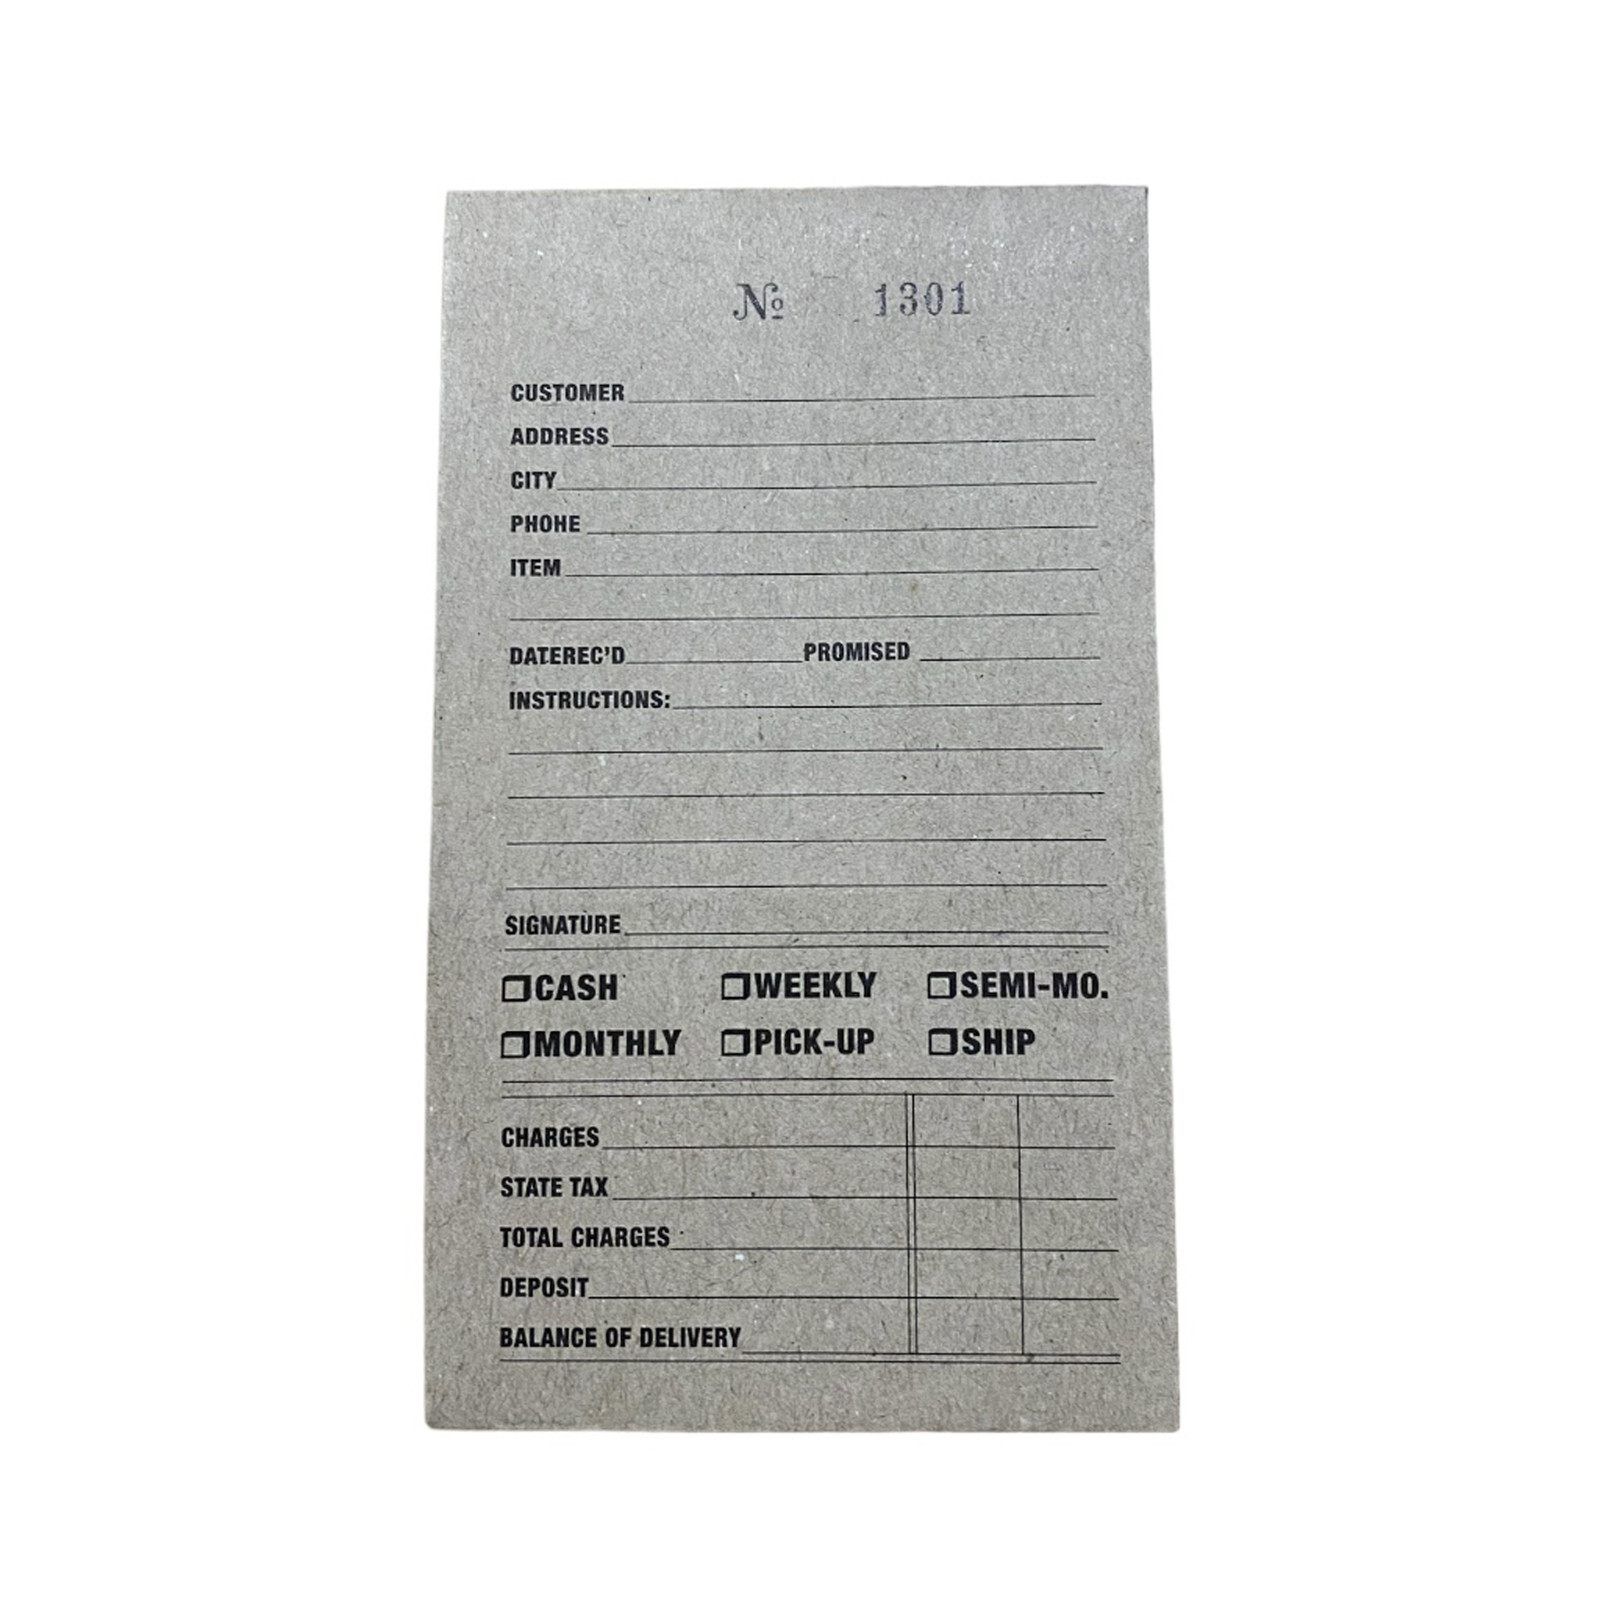 № 1301
CUSTOMER
ADDRESS
CITY
PHOHE
ITEM
DATEREC'D PROMISED
INSTRUCTIONS:
SIGNATURE
CASH WEEKLY SEMI-MO.
MONTHLY PICK-UP SHIP
CHARGES
STATE TAX
TOTAL CHARGES
DEPOSIT
BALANCE OF DELIVERY